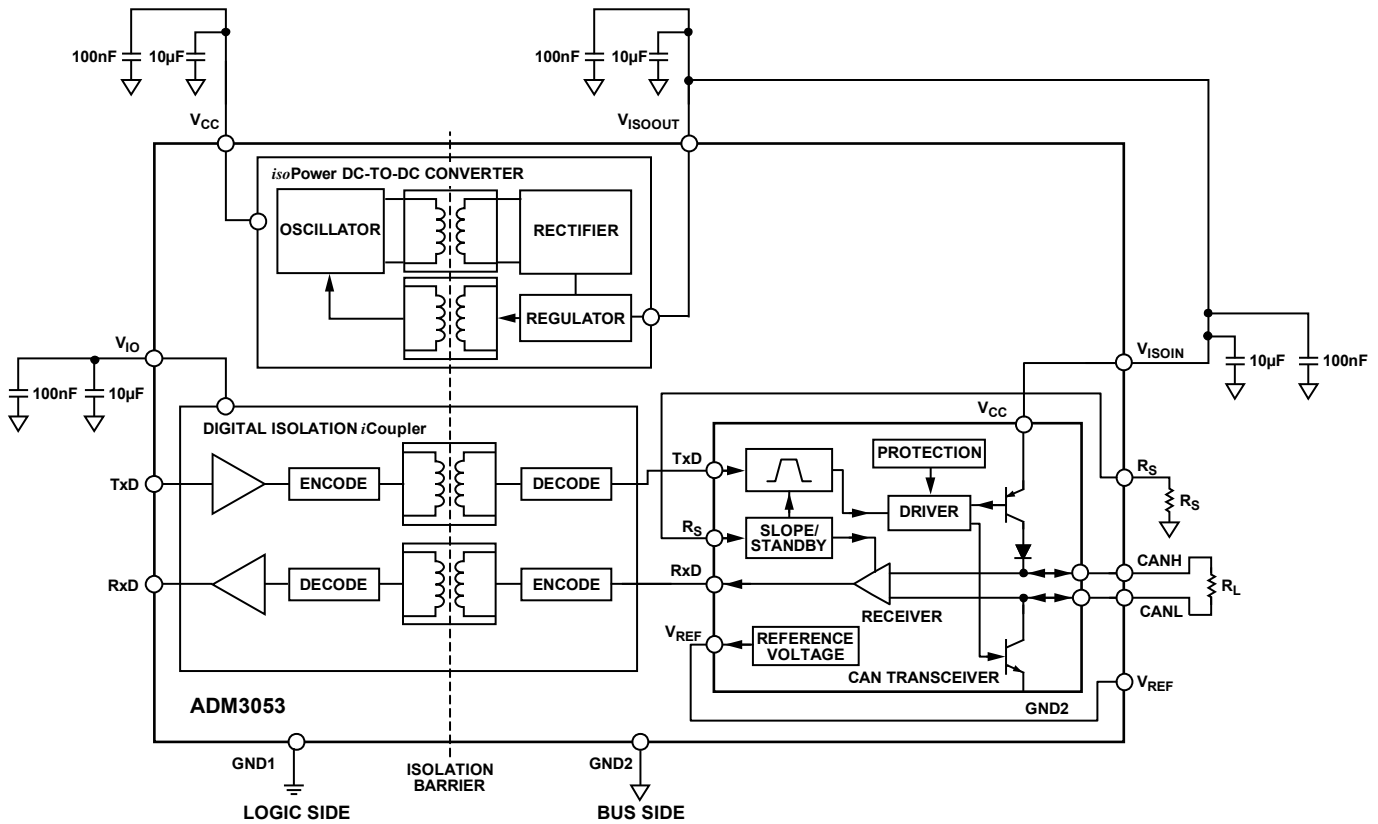 100nF
10µF
100nF
10µF
VCC
VISOOUT
isoPower DC-TO-DC CONVERTER
OSCILLATOR
RECTIFIER
REGULATOR
VIO
100nF
10µF
VISOIN
10µF
100nF
DIGITAL ISOLATION iCoupler
VCC
TxD
ENCODE
DECODE
TxD
PROTECTION
DRIVER
RS
RS
RS
SLOPE/
STANDBY
RxD
DECODE
ENCODE
RxD
RECEIVER
CANH
RL
CANL
VREF
REFERENCE
VOLTAGE
CAN TRANSCEIVER
VREF
GND2
ADM3053
GND1
ISOLATION
BARRIER
GND2
LOGIC SIDE
BUS SIDE